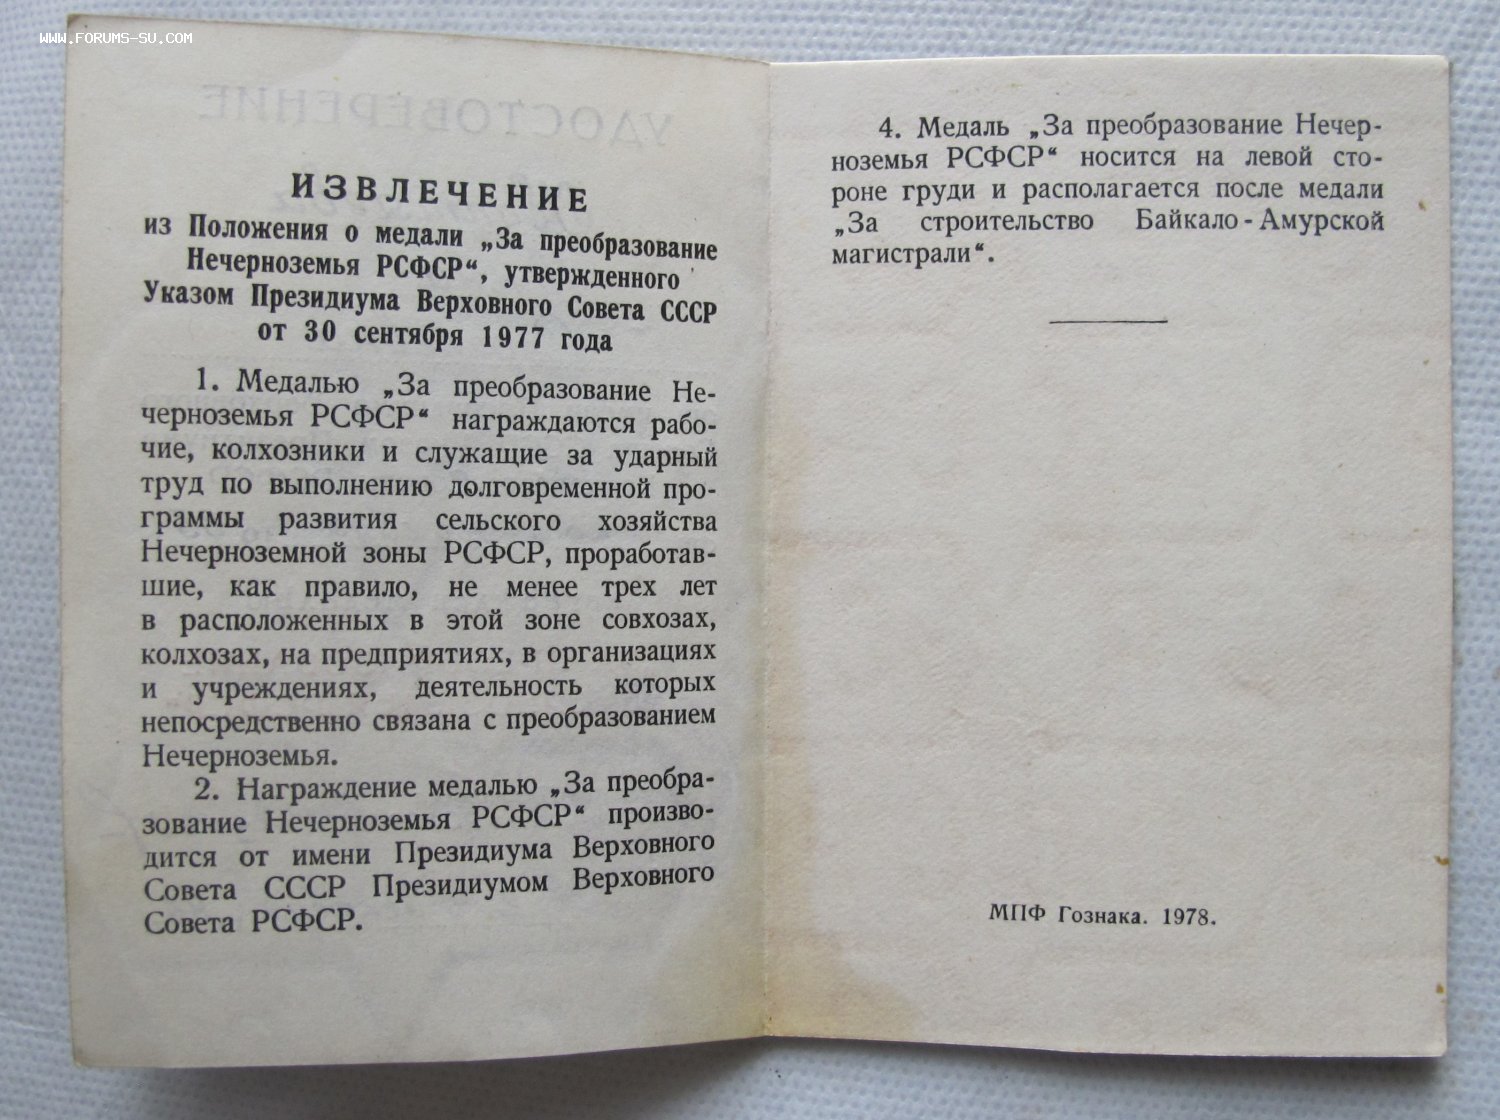 WWW.FORUMS-SU.COM
УДОСТОВЕРЕНИЕ
ИЗВЛЕЧЕНИЕ
из Положения о медали „За преобразование
Нечерноземья РСФСР“, утвержденного
Указом Президиума Верховного Совета СССР
от 30 сентября 1977 года
1. Медалью „За преобразование Не-
черноземья РСФСР“ награждаются рабо-
чие, колхозники и служащие за ударный
труд по выполнению долговременной про-
граммы развития сельского хозяйства
Нечерноземной зоны РСФСР, проработав-
шие, как правило, не менее трех лет
в расположенных в этой зоне совхозах,
колхозах, на предприятиях, в организациях
и учреждениях, деятельность которых
непосредственно связана с преобразованием
Нечерноземья.
2. Награждение медалью „За преобра-
зование Нечерноземья РСФСР“ произво-
дится от имени Президиума Верховного
Совета СССР Президиумом Верховного
Совета РСФСР.
4. Медаль „За преобразование Нечер-
ноземья РСФСР“ носится на левой сто-
роне груди и располагается после медали
„За строительство Байкало-Амурской
магистрали“.
МПФ Гознака. 1978.